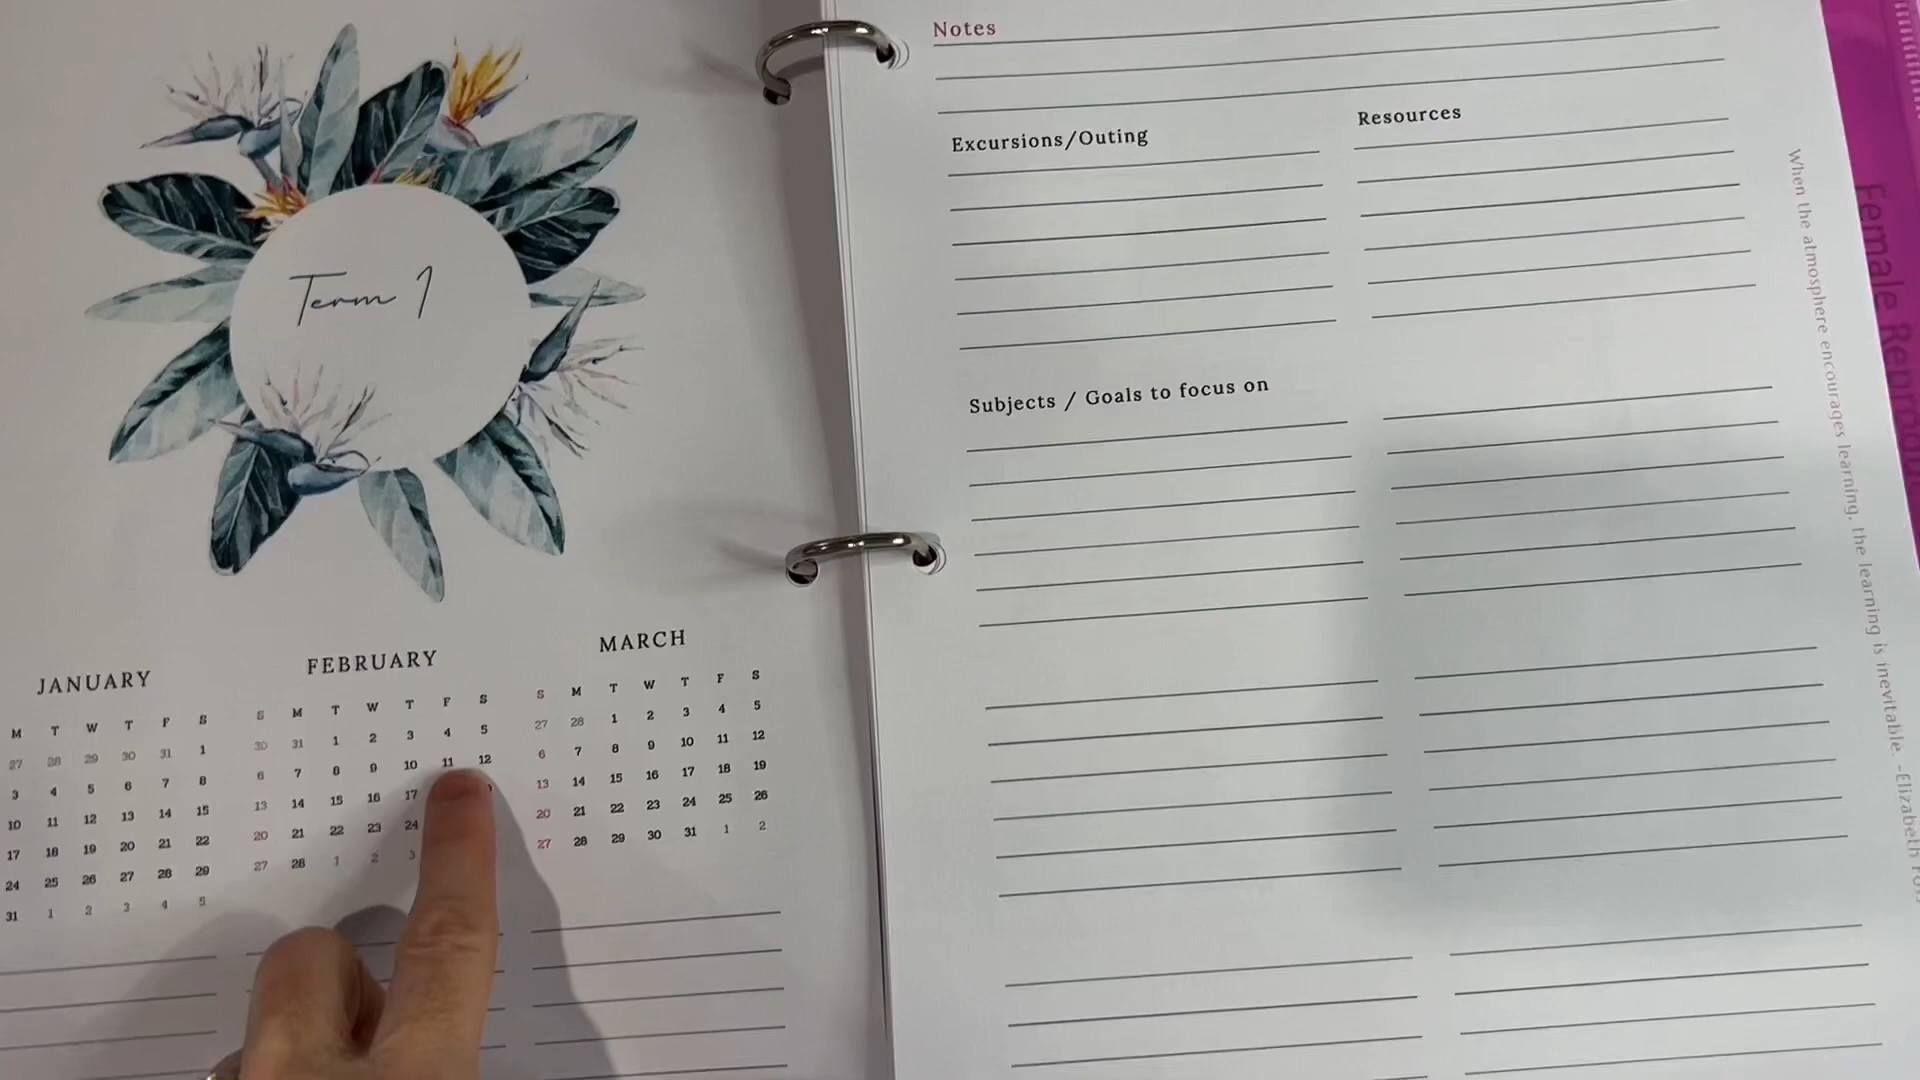 Term 1
JANUARY
M T W T F S
27 28 29 30 31 1
3 4 5 6 7 8
10 11 12 13 14 15
17 18 19 20 21 22
24 25 26 27 28 29
31 1 2 3 4 5
FEBRUARY
S M T W T F S
30 31 1 2 3 4 5
6 7 8 9 10 11 12
13 14 15 16 17
20 21 22 23 24
27 28 1 2 3
MARCH
S M T W T F S
27 28 1 2 3 4 5
6 7 8 9 10 11 12
13 14 15 16 17 18 19
20 21 22 23 24 25 26
27 28 29 30 31 1 2
Notes
Excursions/Outing
Resources
Subjects / Goals to focus on
When the atmosphere encourages learning, the learning is inevitable. -Elizabeth
Female